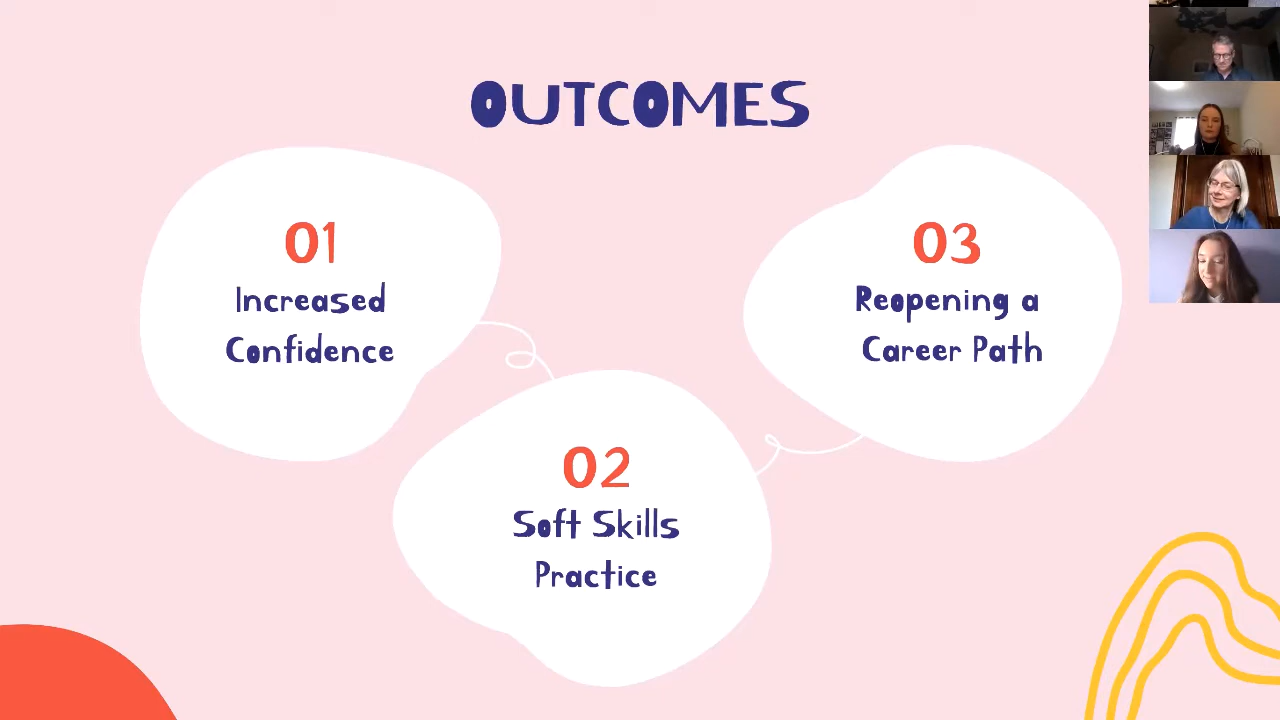 OUTCOMES
01
Increased
Confidence
02
Soft Skills
Practice
03
Reopening a
Career Path